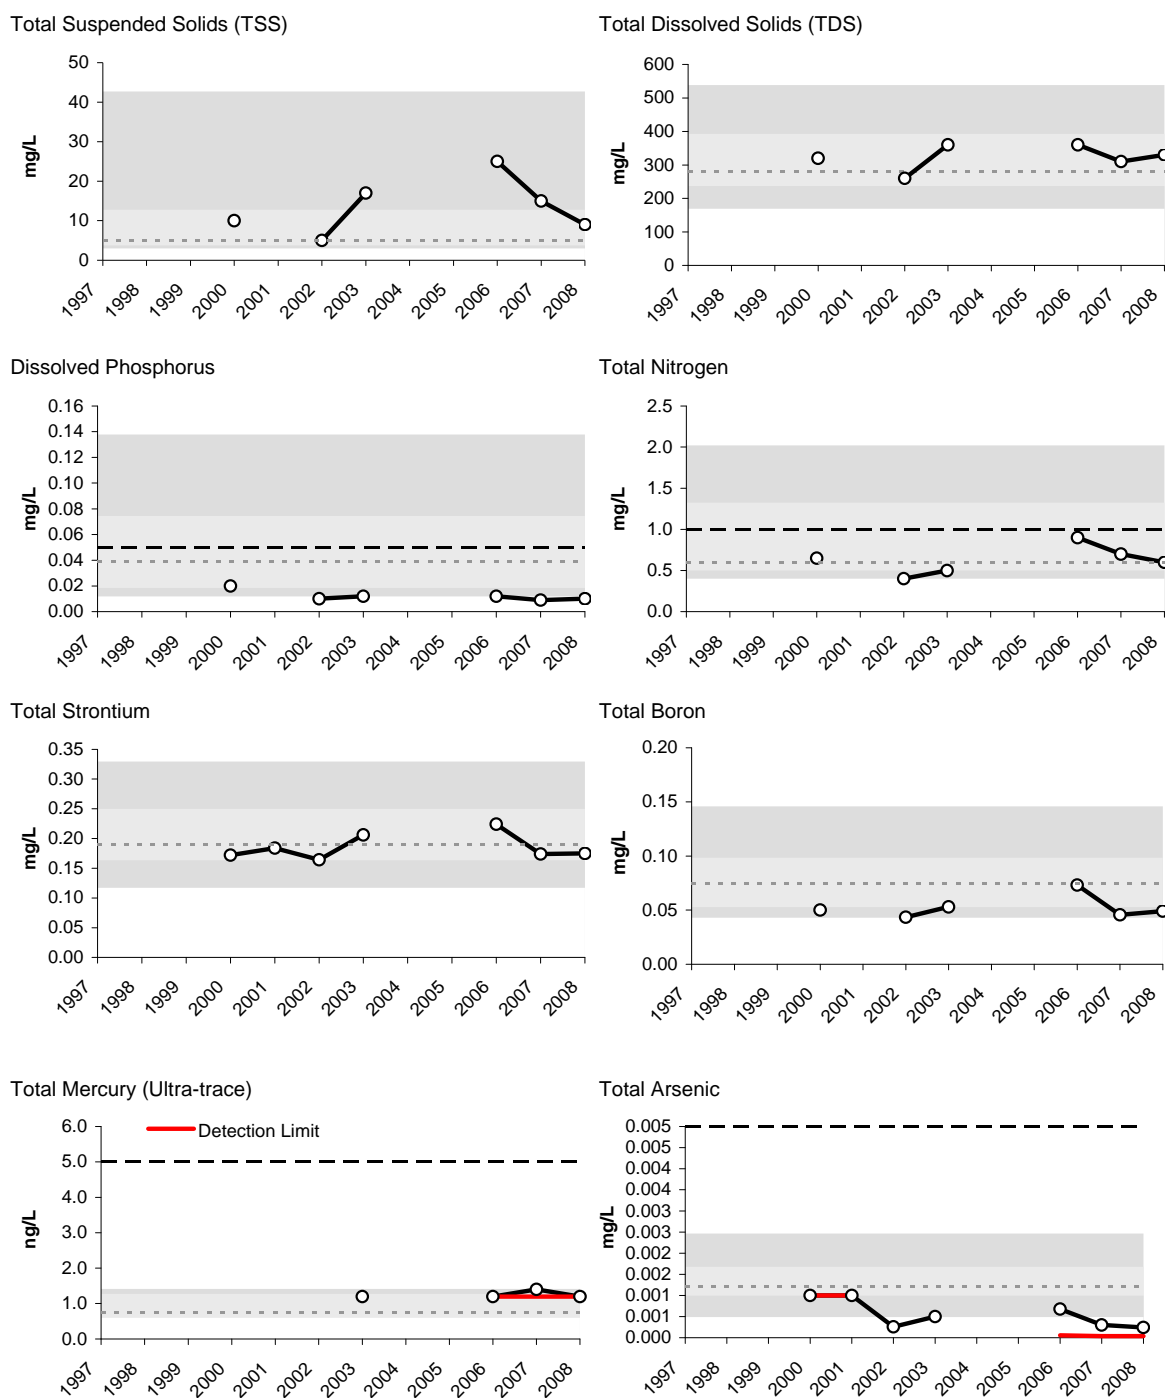 Total Suspended Solids (TSS)
50
40
30
20
10
0
mg/L
1997 1998 1999 2000 2001 2002 2003 2004 2005 2006 2007 2008
Total Dissolved Solids (TDS)
600
500
400
300
200
100
0
mg/L
1997 1998 1999 2000 2001 2002 2003 2004 2005 2006 2007 2008
Dissolved Phosphorus
0.16
0.14
0.12
0.10
0.08
0.06
0.04
0.02
0.00
mg/L
1997 1998 1999 2000 2001 2002 2003 2004 2005 2006 2007 2008
Total Nitrogen
2.5
2.0
1.5
1.0
0.5
0.0
mg/L
1997 1998 1999 2000 2001 2002 2003 2004 2005 2006 2007 2008
Total Strontium
0.35
0.30
0.25
0.20
0.15
0.10
0.05
0.00
mg/L
1997 1998 1999 2000 2001 2002 2003 2004 2005 2006 2007 2008
Total Boron
0.20
0.15
0.10
0.05
0.00
mg/L
1997 1998 1999 2000 2001 2002 2003 2004 2005 2006 2007 2008
Total Mercury (Ultra-trace)
6.0
5.0
4.0
3.0
2.0
1.0
0.0
ng/L
Detection Limit
1997 1998 1999 2000 2001 2002 2003 2004 2005 2006 2007 2008
Total Arsenic
0.005
0.005
0.004
0.004
0.003
0.003
0.002
0.002
0.001
0.001
0.000
mg/L
1997 1998 1999 2000 2001 2002 2003 2004 2005 2006 2007 2008